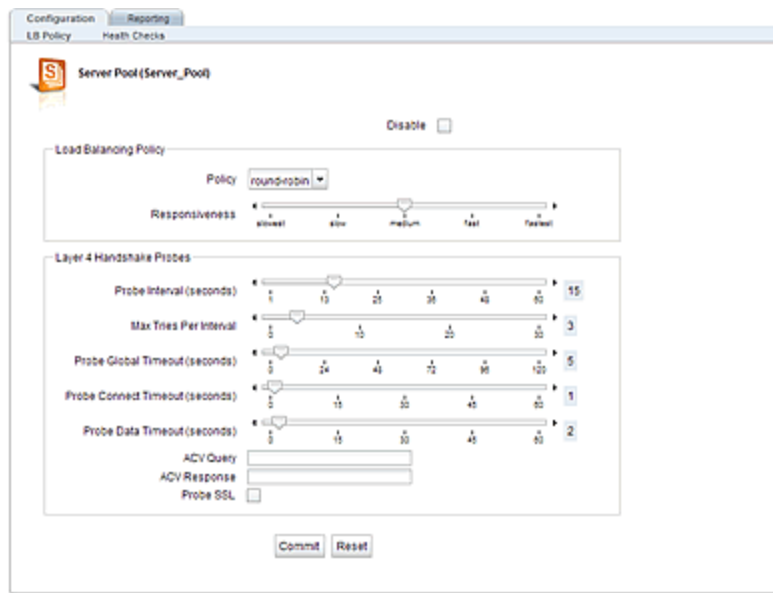 Configuration Reporting
LB Policy Health Checks
Server Pool (Server_Pool)
Disable
Load Balancing Policy
Policy round-robin
Responsiveness
slowest slow medium fast fastest
Layer 4 Handshake Probes
Probe Interval (seconds) 15
1 13 25 36 48 60
Max Tries Per Interval 3
0 10 20 30
Probe Global Timeout (seconds) 5
0 24 48 72 96 120
Probe Connect Timeout (seconds) 1
0 15 30 45 60
Probe Data Timeout (seconds) 2
0 15 30 45 60
ACV Query
ACV Response
Probe SSL
Commit Reset